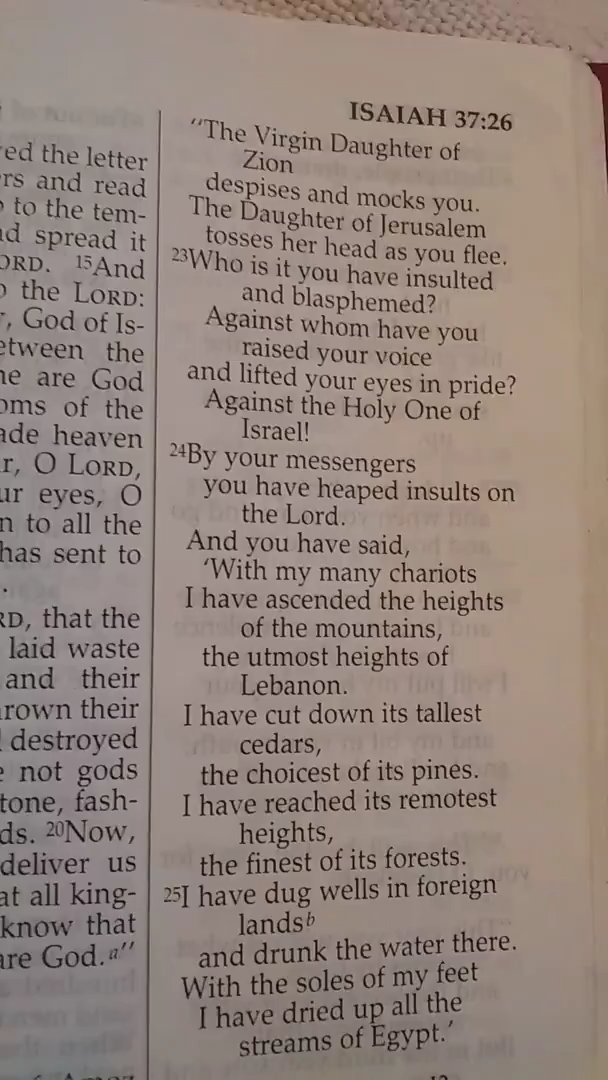 ISAIAH 37:26
ed the letter
rs and read
to the tem-
d spread it
ORD. 15And
the LORD:
, God of Is-
etween the
ne are God
oms of the
ade heaven
r, O LORD,
ur eyes, O
n to all the
has sent to
.
RD, that the
laid waste
and their
rown their
destroyed
not gods
tone, fash-
ds. 20Now,
deliver us
at all king-
know that
are God.a"
"The Virgin Daughter of
Zion
despises and mocks you.
The Daughter of Jerusalem
tosses her head as you flee.
23Who is it you have insulted
and blasphemed?
Against whom have you
raised your voice
and lifted your eyes in pride?
Against the Holy One of
Israel!
24By your messengers
you have heaped insults on
the Lord.
And you have said,
'With my many chariots
I have ascended the heights
of the mountains,
the utmost heights of
Lebanon.
I have cut down its tallest
cedars,
the choicest of its pines.
I have reached its remotest
heights,
the finest of its forests.
25I have dug wells in foreign
landsb
and drunk the water there.
With the soles of my feet
I have dried up all the
streams of Egypt.'